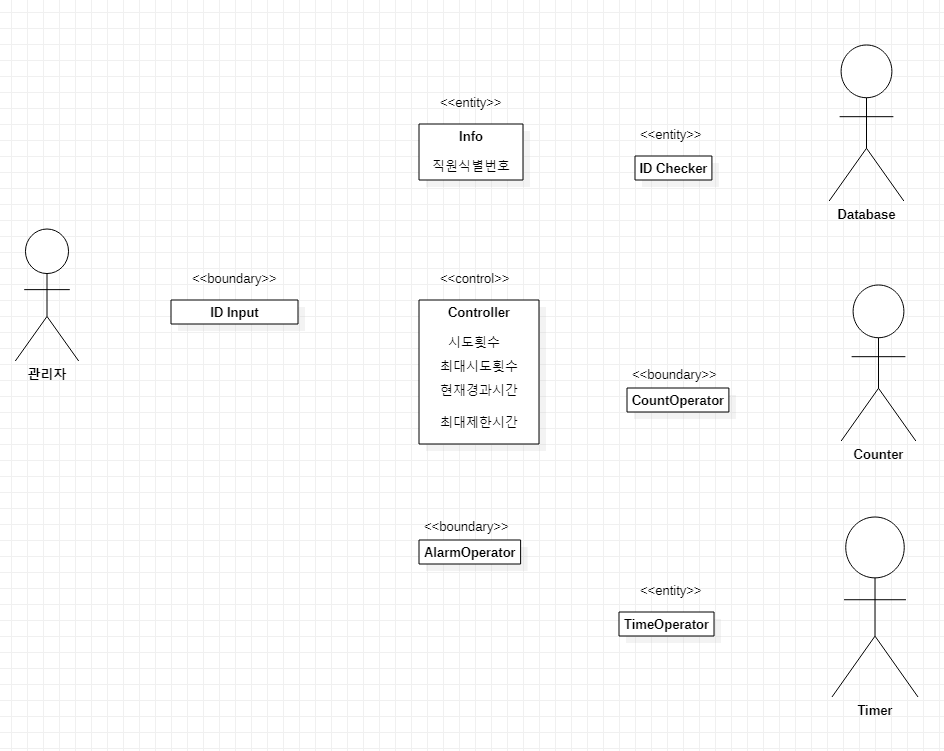 <<entity>>
Info
직원식별번호
<<entity>>
ID Checker
Database
<<boundary>>
ID Input
관리자
<<control>>
Controller
시도횟수
최대시도횟수
현재경과시간
최대제한시간
<<boundary>>
CountOperator
Counter
<<boundary>>
AlarmOperator
<<entity>>
TimeOperator
Timer